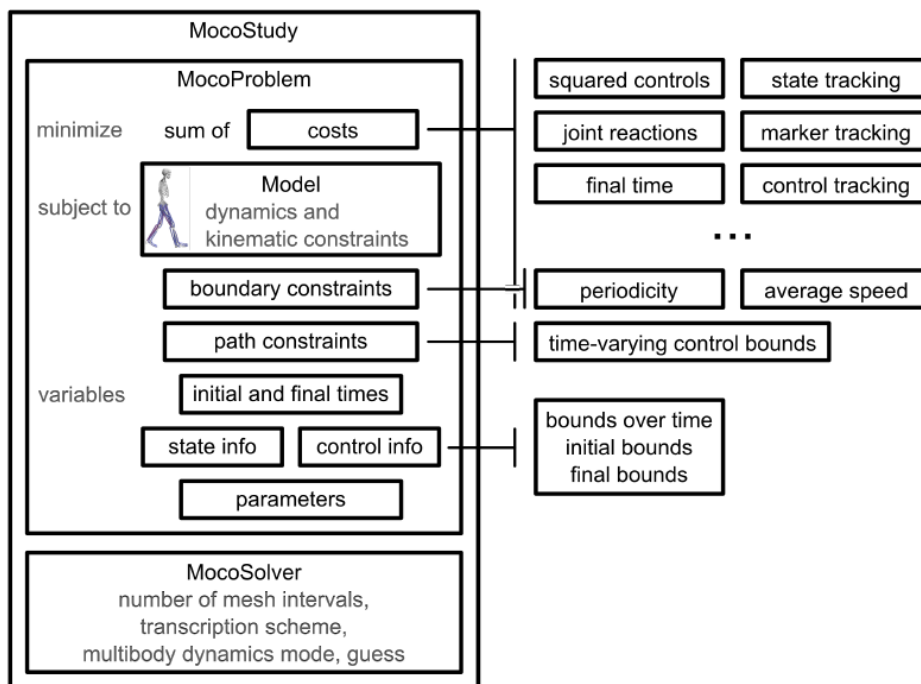 MocoStudy
MocoProblem
minimize
sum of
costs
subject to
Model
dynamics and
kinematic constraints
boundary constraints
path constraints
variables
initial and final times
state info
control info
parameters
MocoSolver
number of mesh intervals,
transcription scheme,
multibody dynamics mode, guess
squared controls
state tracking
joint reactions
marker tracking
final time
control tracking
...
periodicity
average speed
time-varying control bounds
bounds over time
initial bounds
final bounds